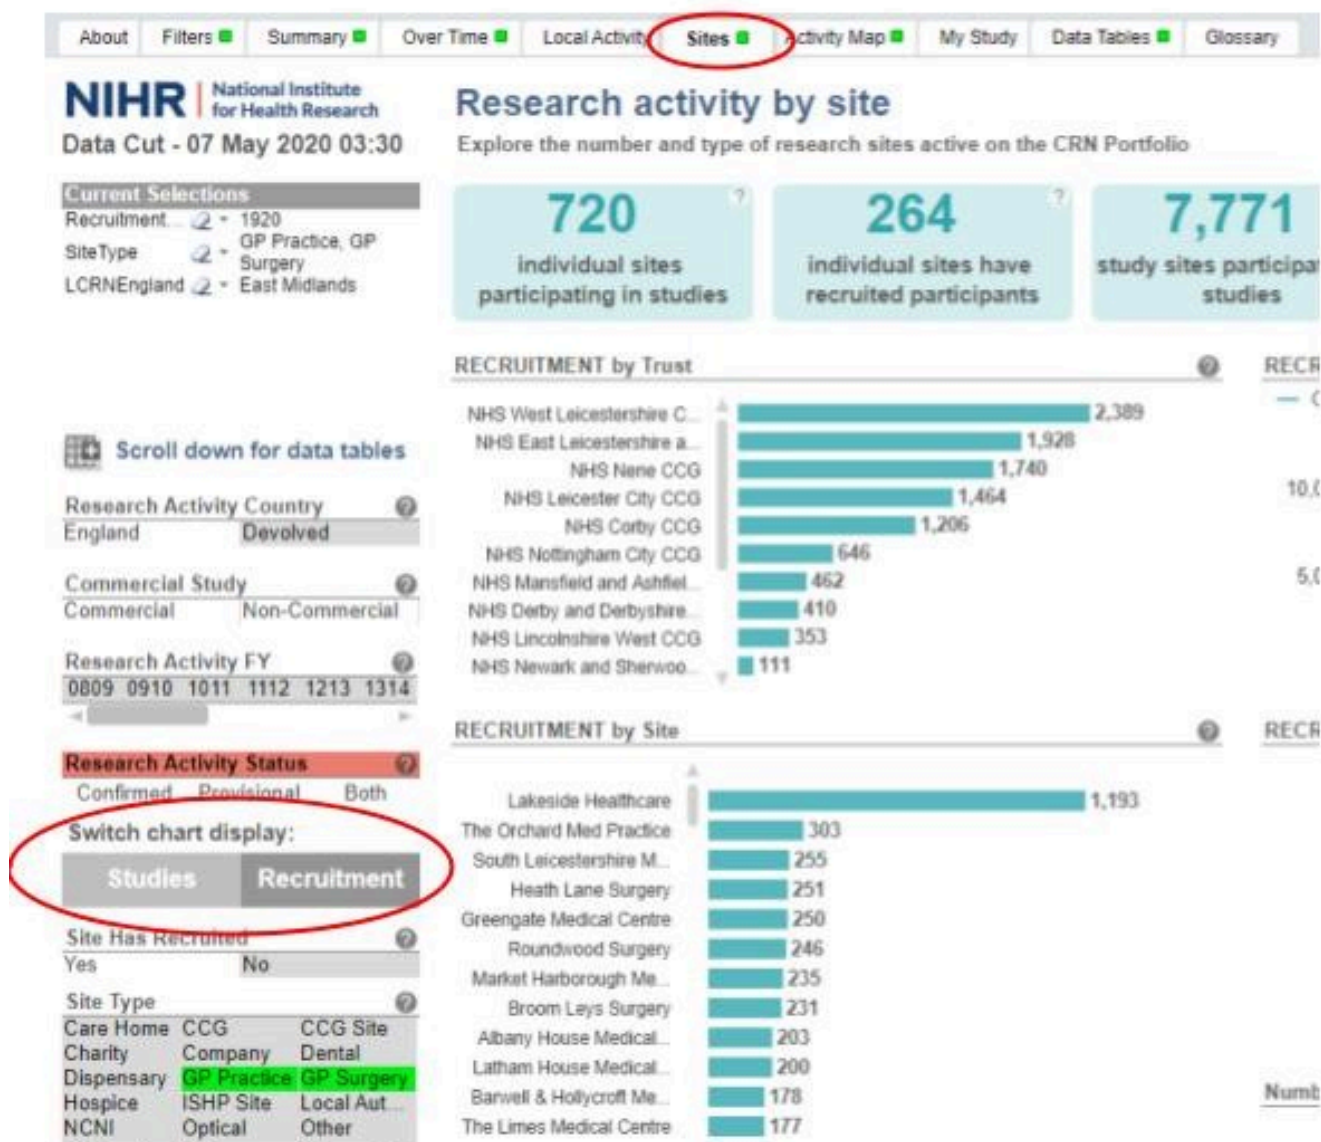 About Filters Summary Over Time Local Activity Sites Activity Map My Study Data Tables Glossary
NIHR National Institute for Health Research
Data Cut - 07 May 2020 03:30
Current Selections
Recruitment... 1920
SiteType GP Practice, GP Surgery
LCRNEngland East Midlands
Scroll down for data tables
Research Activity Country ?
England Devolved
Commercial Study ?
Commercial Non-Commercial
Research Activity FY ?
0809 0910 1011 1112 1213 1314
Research Activity Status ?
Confirmed Provisional Both
Switch chart display:
Studies Recruitment
Site Has Recruited ?
Yes No
Site Type ?
Care Home CCG CCG Site
Charity Company Dental
Dispensary GP Practice GP Surgery
Hospice ISHP Site Local Aut...
NCNI Optical Other
Research activity by site
Explore the number and type of research sites active on the CRN Portfolio
720 ?
individual sites
participating in studies
264 ?
individual sites have
recruited participants
7,771
study sites participa
studies
RECRUITMENT by Trust ?
NHS West Leicestershire C... 2,389
NHS East Leicestershire a... 1,928
NHS Nene CCG 1,740
NHS Leicester City CCG 1,464
NHS Corby CCG 1,206
NHS Nottingham City CCG 646
NHS Mansfield and Ashfiel... 462
NHS Derby and Derbyshire... 410
NHS Lincolnshire West CCG 353
NHS Newark and Sherwoo... 111
RECRUITMENT by Site ?
Lakeside Healthcare 1,193
The Orchard Med Practice 303
South Leicestershire M... 255
Heath Lane Surgery 251
Greengate Medical Centre 250
Roundwood Surgery 246
Market Harborough Me... 235
Broom Leys Surgery 231
Albany House Medical... 203
Latham House Medical... 200
Barwell & Hollycroft Me... 178
The Limes Medical Centre 177
RECR
10,0
5,0
RECR
Numb